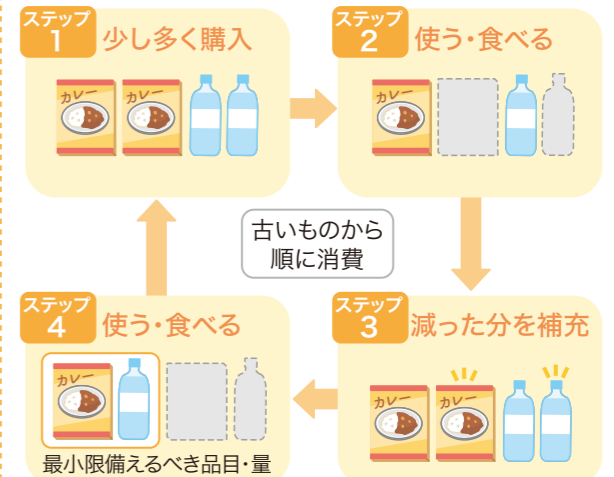 ステップ
1
少し多く購入
カレー
カレー
ステップ
2
使う・食べる
カレー
古いものから
順に消費
ステップ
3
減った分を補充
カレー
カレー
ステップ
4
使う・食べる
カレー
最小限備えるべき品目・量